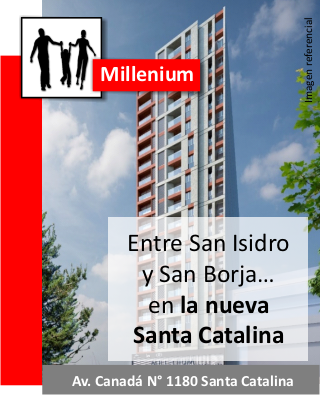 Imagen referencial
Millenium
Entre San Isidro
y San Borja...
en la nueva
Santa Catalina
Av. Canadá N° 1180 Santa Catalina